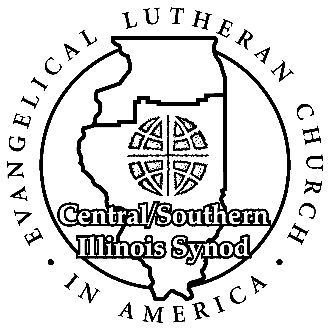 EVANGELICAL LUTHERAN CHURCH
Central/Southern
Illinois Synod
· IN AMERICA ·